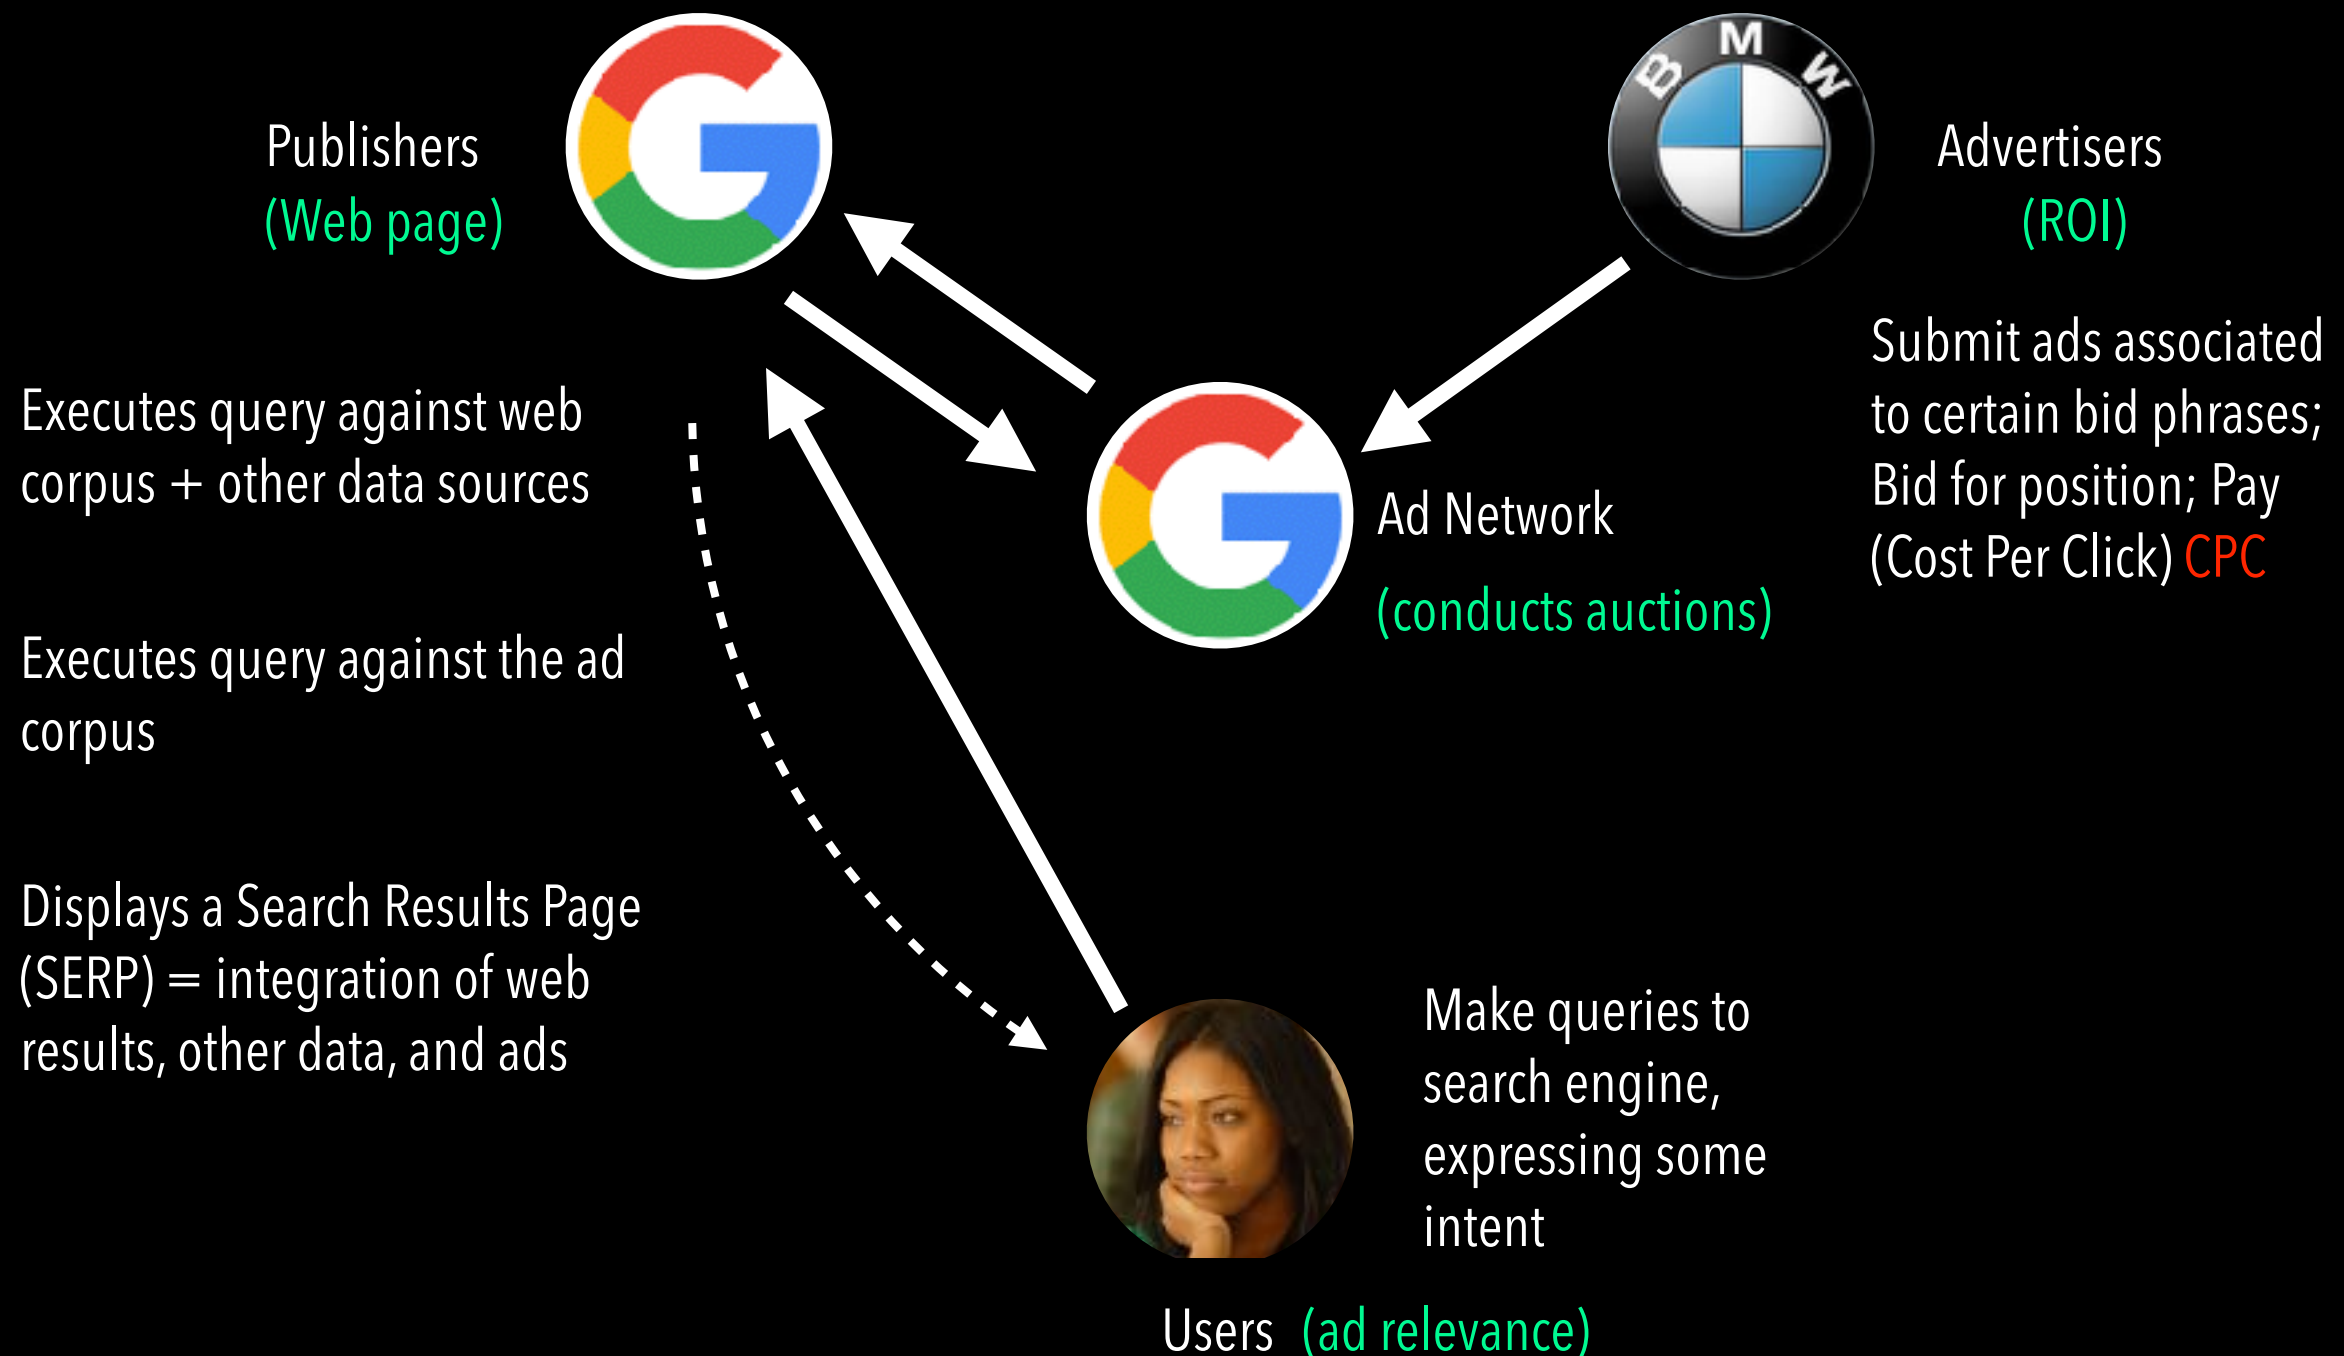 Publishers
(Web page)
Executes query against web
corpus + other data sources
Executes query against the ad
corpus
Displays a Search Results Page
(SERP) = integration of web
results, other data, and ads
BMW
Advertisers
(ROI)
Submit ads associated
to certain bid phrases;
Bid for position; Pay
(Cost Per Click) CPC
Ad Network
(conducts auctions)
Make queries to
search engine,
expressing some
intent
Users (ad relevance)